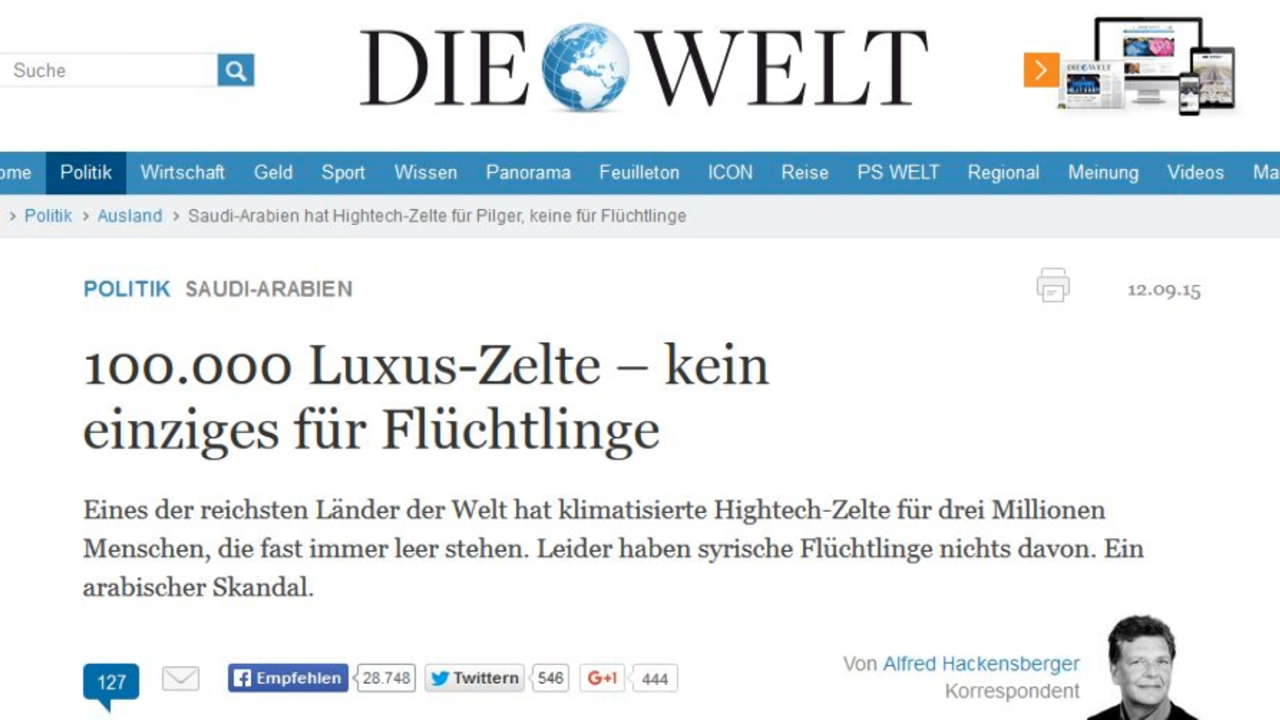 Suche
DIE WELT
DIE WELT
ome Politik Wirtschaft Geld Sport Wissen Panorama Feuilleton ICON Reise PS WELT Regional Meinung Videos Ma
› Politik › Ausland › Saudi-Arabien hat Hightech-Zelte für Pilger, keine für Flüchtlinge
POLITIK SAUDI-ARABIEN
12.09.15
100.000 Luxus-Zelte – kein
einziges für Flüchtlinge
Eines der reichsten Länder der Welt hat klimatisierte Hightech-Zelte für drei Millionen
Menschen, die fast immer leer stehen. Leider haben syrische Flüchtlinge nichts davon. Ein
arabischer Skandal.
127 Empfehlen 28.748 Twittern 546 G+1 444
Von Alfred Hackensberger
Korrespondent